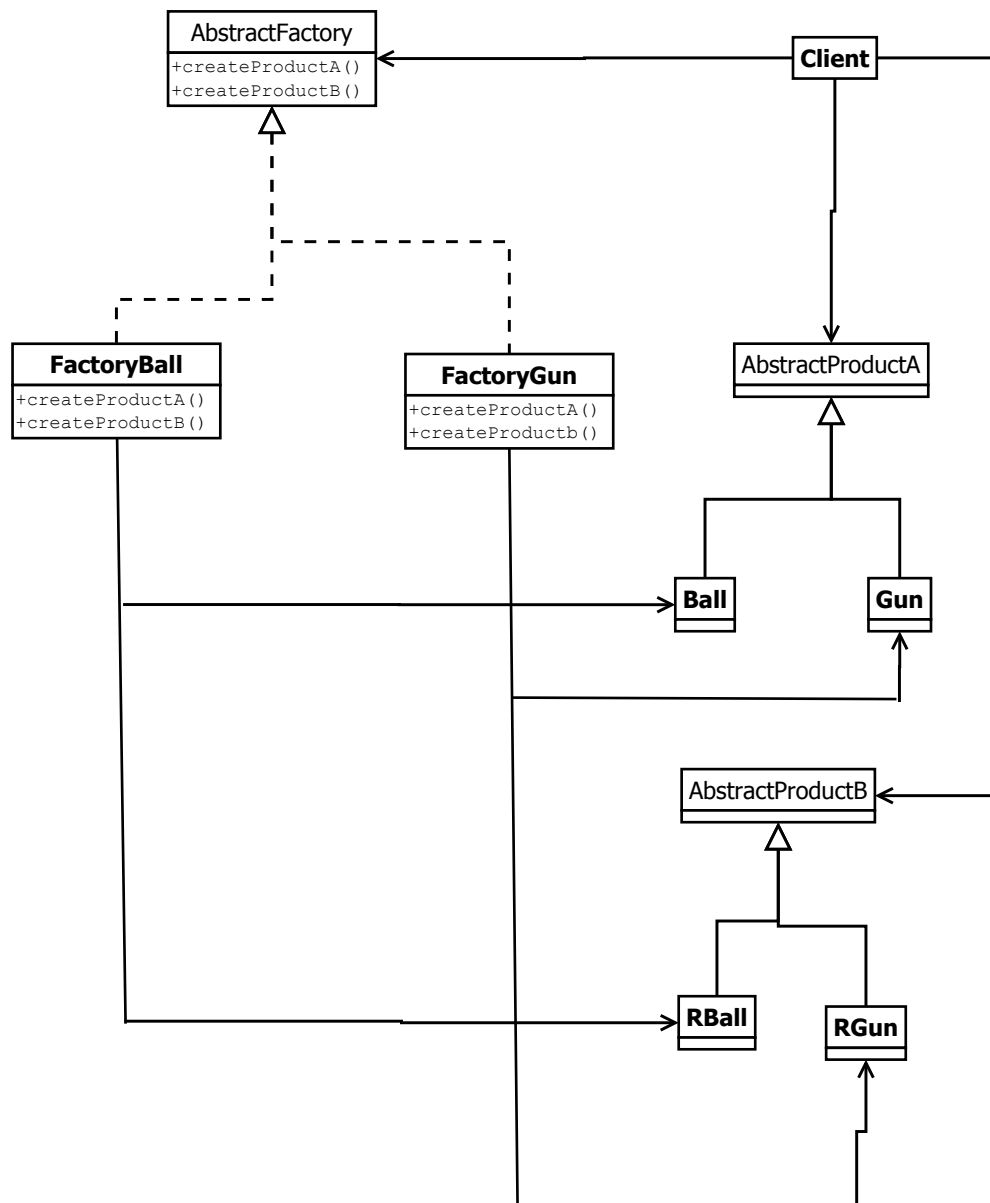 AbstractFactory
+createProductA()
+createProductB()
Client
FactoryBall
+createProductA()
+createProductB()
FactoryGun
+createProductA()
+createProductb()
AbstractProductA
Ball
Gun
AbstractProductB
RBall
RGun